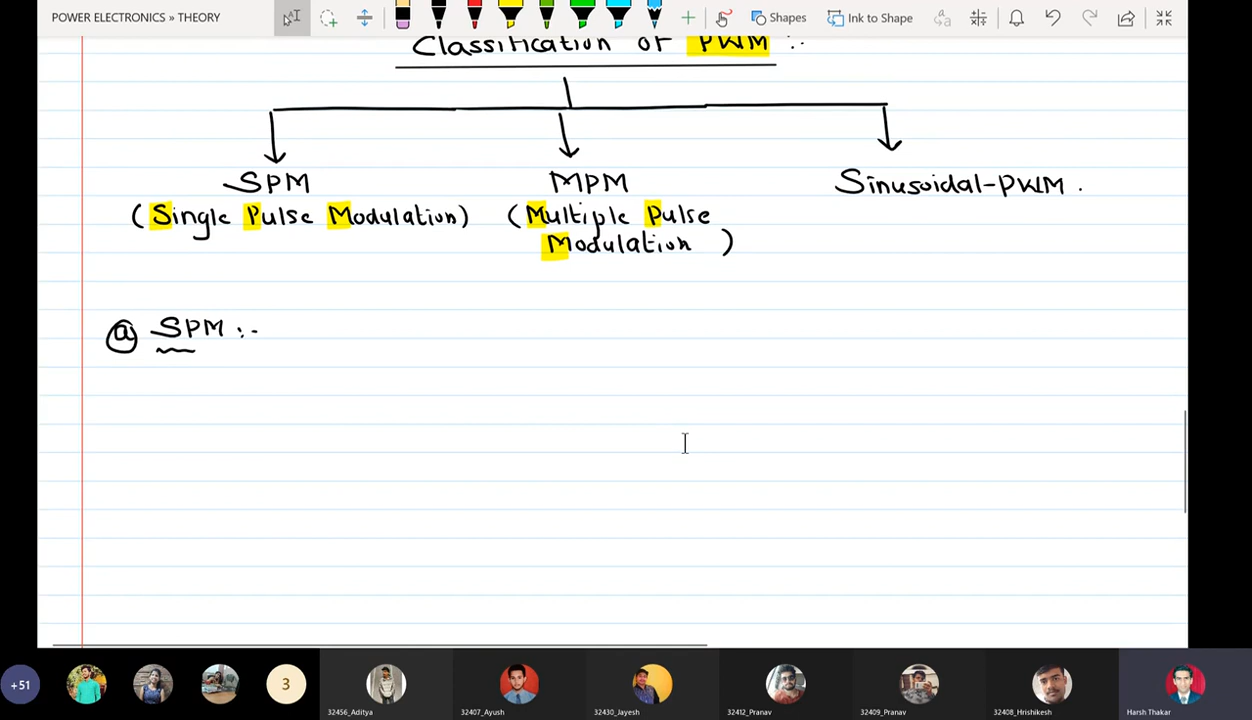 POWER ELECTRONICS » THEORY
Shapes
Ink to Shape
Classification of PWM :-
SPM
MPM
Sinusoidal-PWM.
(Single Pulse Modulation)
(Multiple Pulse
Modulation)
(a) SPM :-
+51
3
32456_Aditya
32407_Ayush
32430_Jayesh
32412_Pranav
32409_Pranav
32408_Hrishikesh
Harsh Thakar